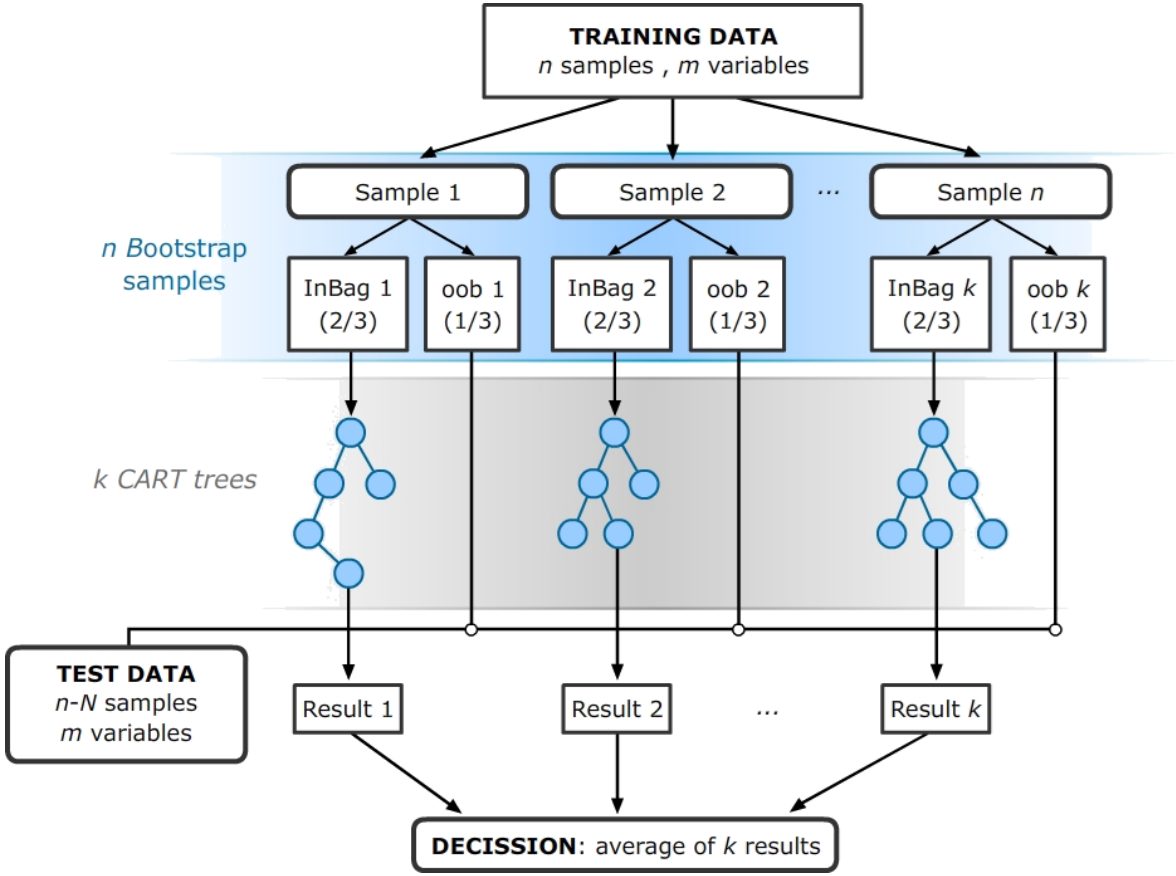 TRAINING DATA
n samples , m variables
Sample 1
Sample 2
...
Sample n
n Bootstrap
samples
InBag 1
(2/3)
oob 1
(1/3)
InBag 2
(2/3)
oob 2
(1/3)
InBag k
(2/3)
oob k
(1/3)
k CART trees
TEST DATA
n-N samples
m variables
Result 1
Result 2
...
Result k
DECISSION: average of k results